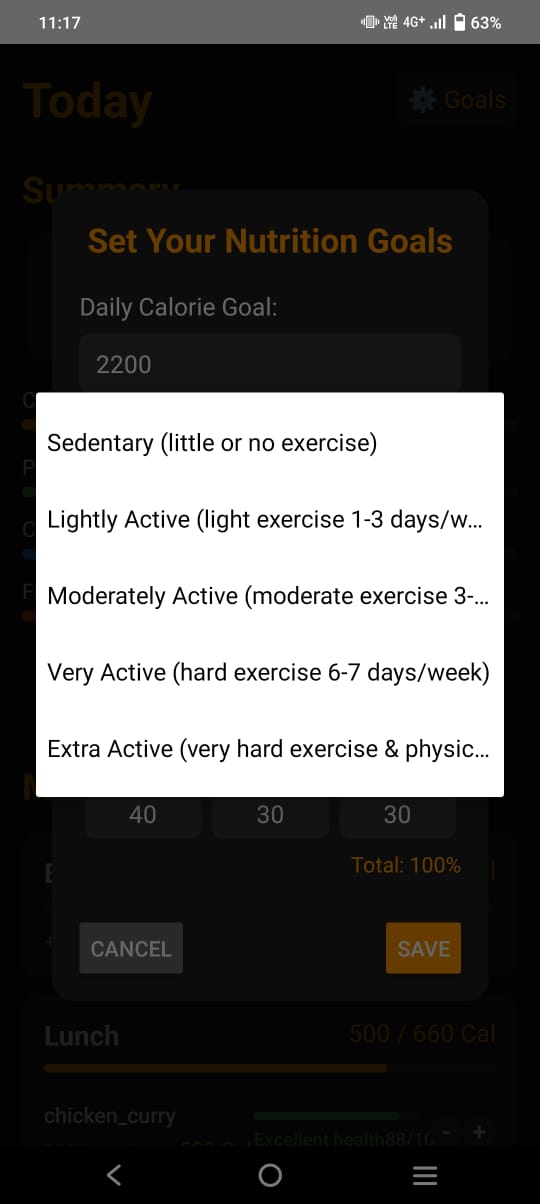 11:17
Vo) LTE 4G+ 63%
Today
Goals
Summary
Set Your Nutrition Goals
Daily Calorie Goal:
2200
Sedentary (little or no exercise)
Lightly Active (light exercise 1-3 days/w...
Moderately Active (moderate exercise 3-...
Very Active (hard exercise 6-7 days/week)
Extra Active (very hard exercise & physic...
40 30 30
Total: 100%
CANCEL SAVE
Lunch 500 / 660 Cal
chicken_curry
Excellent health88/10 - +